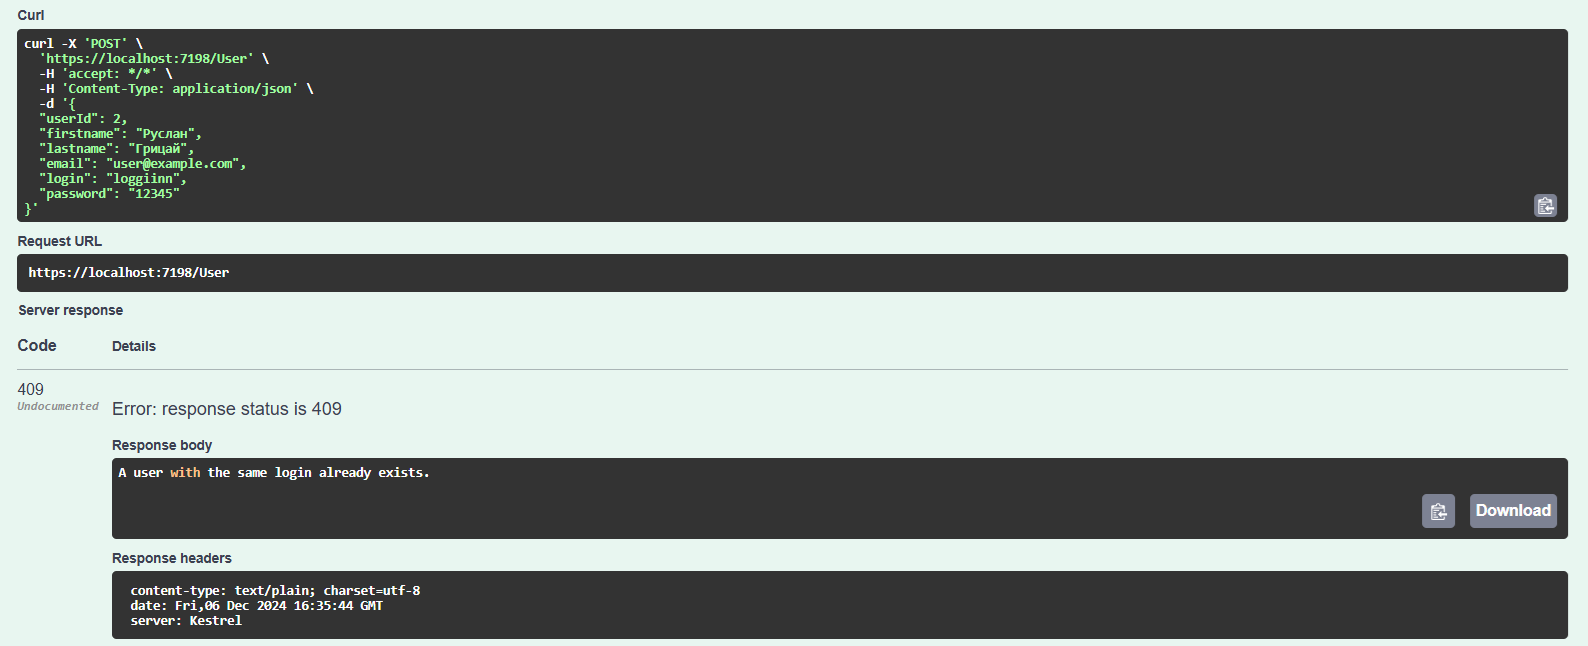 Curl
curl -X 'POST' \
'https://localhost:7198/User' \
-H 'accept: */*' \
-H 'Content-Type: application/json' \
-d '{
"userId": 2,
"firstname": "Руслан",
"lastname": "Грицай",
"email": "user@example.com",
"login": "loggiinn",
"password": "12345"
}'
Request URL
https://localhost:7198/User
Server response
Code Details
409
Undocumented
Error: response status is 409
Response body
A user with the same login already exists.
Download
Response headers
content-type: text/plain; charset=utf-8
date: Fri,06 Dec 2024 16:35:44 GMT
server: Kestrel